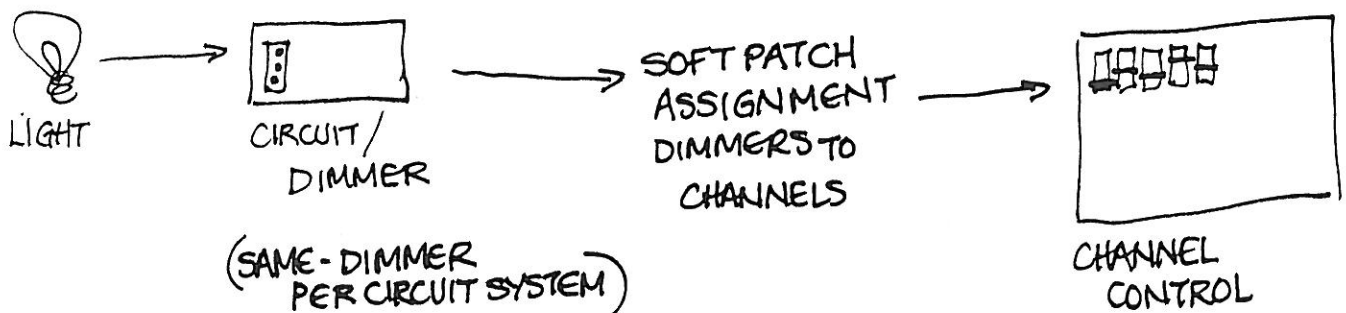 LIGHT
CIRCUIT/
DIMMER
(SAME-DIMMER
PER CIRCUIT SYSTEM)
SOFT PATCH
ASSIGNMENT
DIMMERS TO
CHANNELS
CHANNEL
CONTROL